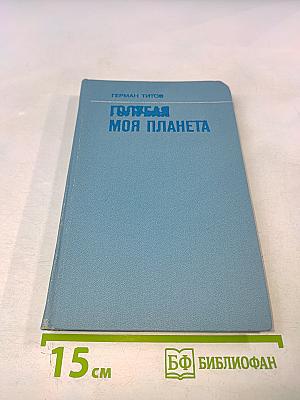 ГЕРМАН ТИТОВ
ГОЛУБАЯ
МОЯ ПЛАНЕТА
15 см
БФ БИБЛИОФАН